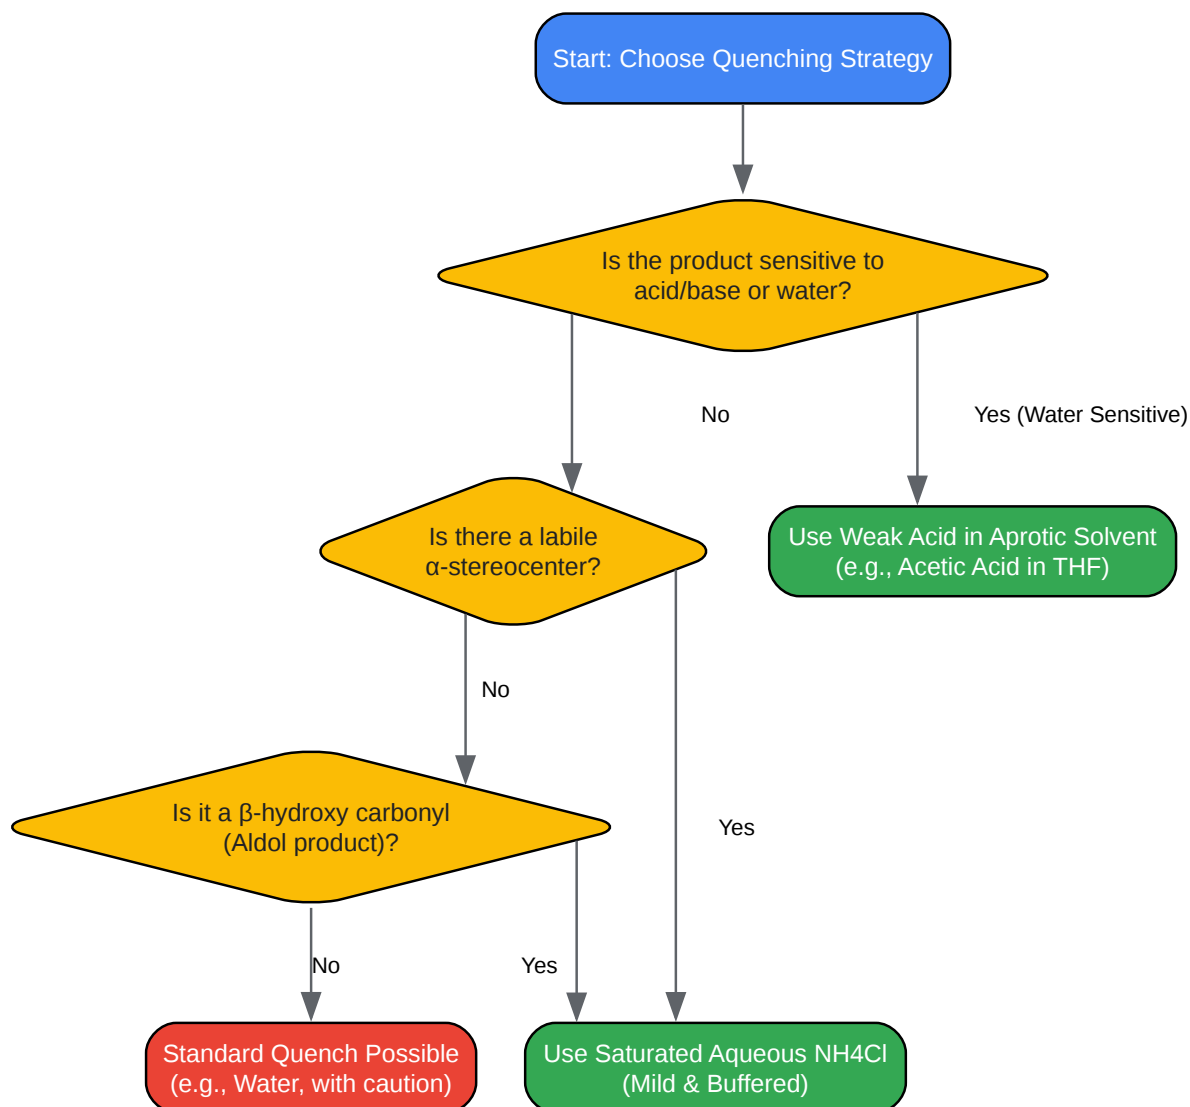 Start: Choose Quenching Strategy
Is the product sensitive to
acid/base or water?
No
Yes (Water Sensitive)
Is there a labile
α-stereocenter?
Use Weak Acid in Aprotic Solvent
(e.g., Acetic Acid in THF)
No
Is it a β-hydroxy carbonyl
(Aldol product)?
Yes
No
Yes
Standard Quench Possible
(e.g., Water, with caution)
Use Saturated Aqueous NH4Cl
(Mild & Buffered)